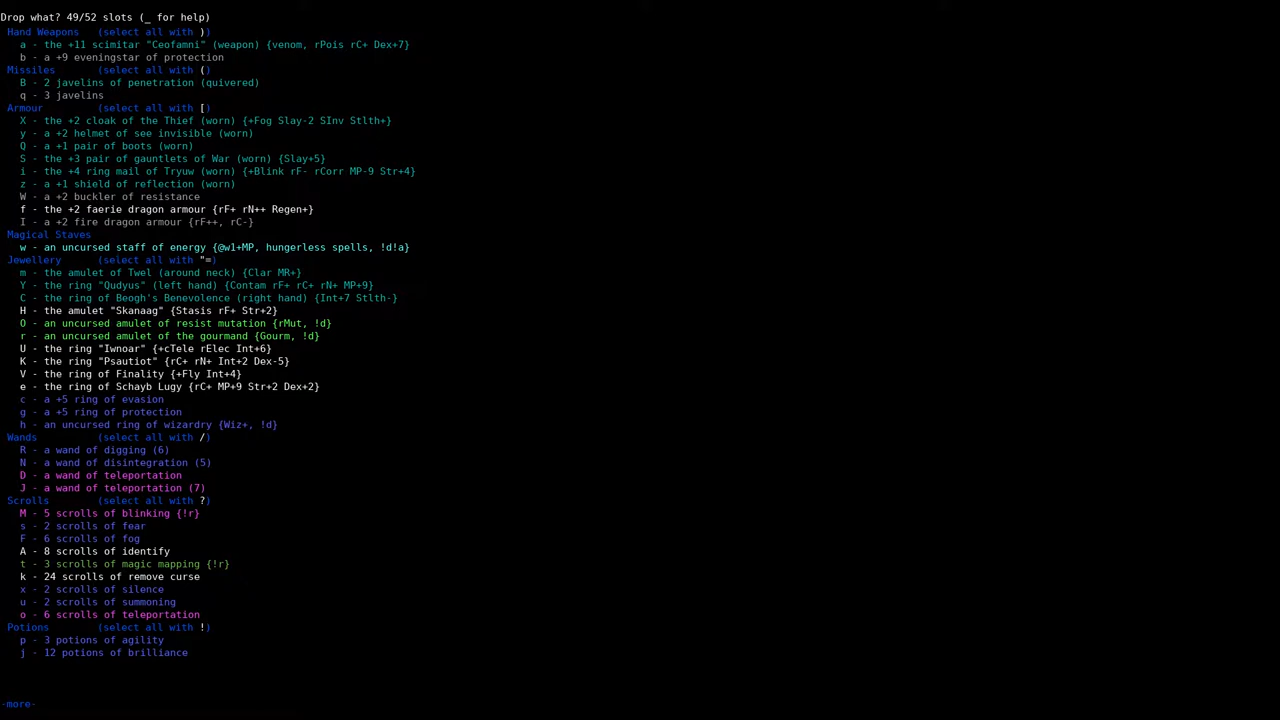 Drop what? 49/52 slots (_ for help)
Hand Weapons (select all with ))
a - the +11 scimitar "Ceofamni" (weapon) {venom, rPois rC+ Dex+7}
b - a +9 eveningstar of protection
Missiles (select all with ()
B - 2 javelins of penetration (quivered)
q - 3 javelins
Armour (select all with [)
X - the +2 cloak of the Thief (worn) {+Fog Slay-2 SInv Stlth+}
y - a +2 helmet of see invisible (worn)
Q - a +1 pair of boots (worn)
S - the +3 pair of gauntlets of War (worn) {Slay+5}
i - the +4 ring mail of Tryuw (worn) {+Blink rF- rCorr MP-9 Str+4}
z - a +1 shield of reflection (worn)
W - a +2 buckler of resistance
f - the +2 faerie dragon armour {rF+ rN++ Regen+}
I - a +2 fire dragon armour {rF++, rC-}
Magical Staves
w - an uncursed staff of energy {@w1+MP, hungerless spells, !d!a}
Jewellery (select all with "=)
m - the amulet of Twel (around neck) {Clar MR+}
Y - the ring "Qudyus" (left hand) {Contam rF+ rC+ rN+ MP+9}
C - the ring of Beogh's Benevolence (right hand) {Int+7 Stlth-}
H - the amulet "Skanaag" {Stasis rF+ Str+2}
O - an uncursed amulet of resist mutation {rMut, !d}
r - an uncursed amulet of the gourmand {Gourm, !d}
U - the ring "Iwnoar" {+cTele rElec Int+6}
K - the ring "Psautiot" {rC+ rN+ Int+2 Dex-5}
V - the ring of Finality {+Fly Int+4}
e - the ring of Schayb Lugy {rC+ MP+9 Str+2 Dex+2}
c - a +5 ring of evasion
g - a +5 ring of protection
h - an uncursed ring of wizardry {Wiz+, !d}
Wands (select all with /)
R - a wand of digging (6)
N - a wand of disintegration (5)
D - a wand of teleportation
J - a wand of teleportation (7)
Scrolls (select all with ?)
M - 5 scrolls of blinking {!r}
s - 2 scrolls of fear
F - 6 scrolls of fog
A - 8 scrolls of identify
t - 3 scrolls of magic mapping {!r}
k - 24 scrolls of remove curse
x - 2 scrolls of silence
u - 2 scrolls of summoning
o - 6 scrolls of teleportation
Potions (select all with !)
p - 3 potions of agility
j - 12 potions of brilliance
-more-